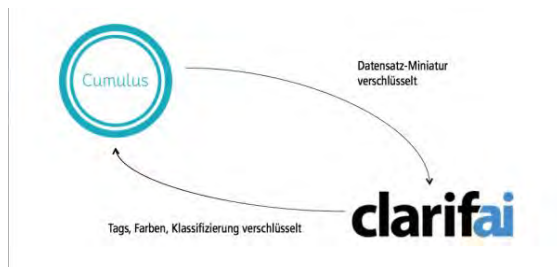 Cumulus
Datensatz-Miniatur
verschlüsselt
clarifai
Tags, Farben, Klassifizierung verschlüsselt